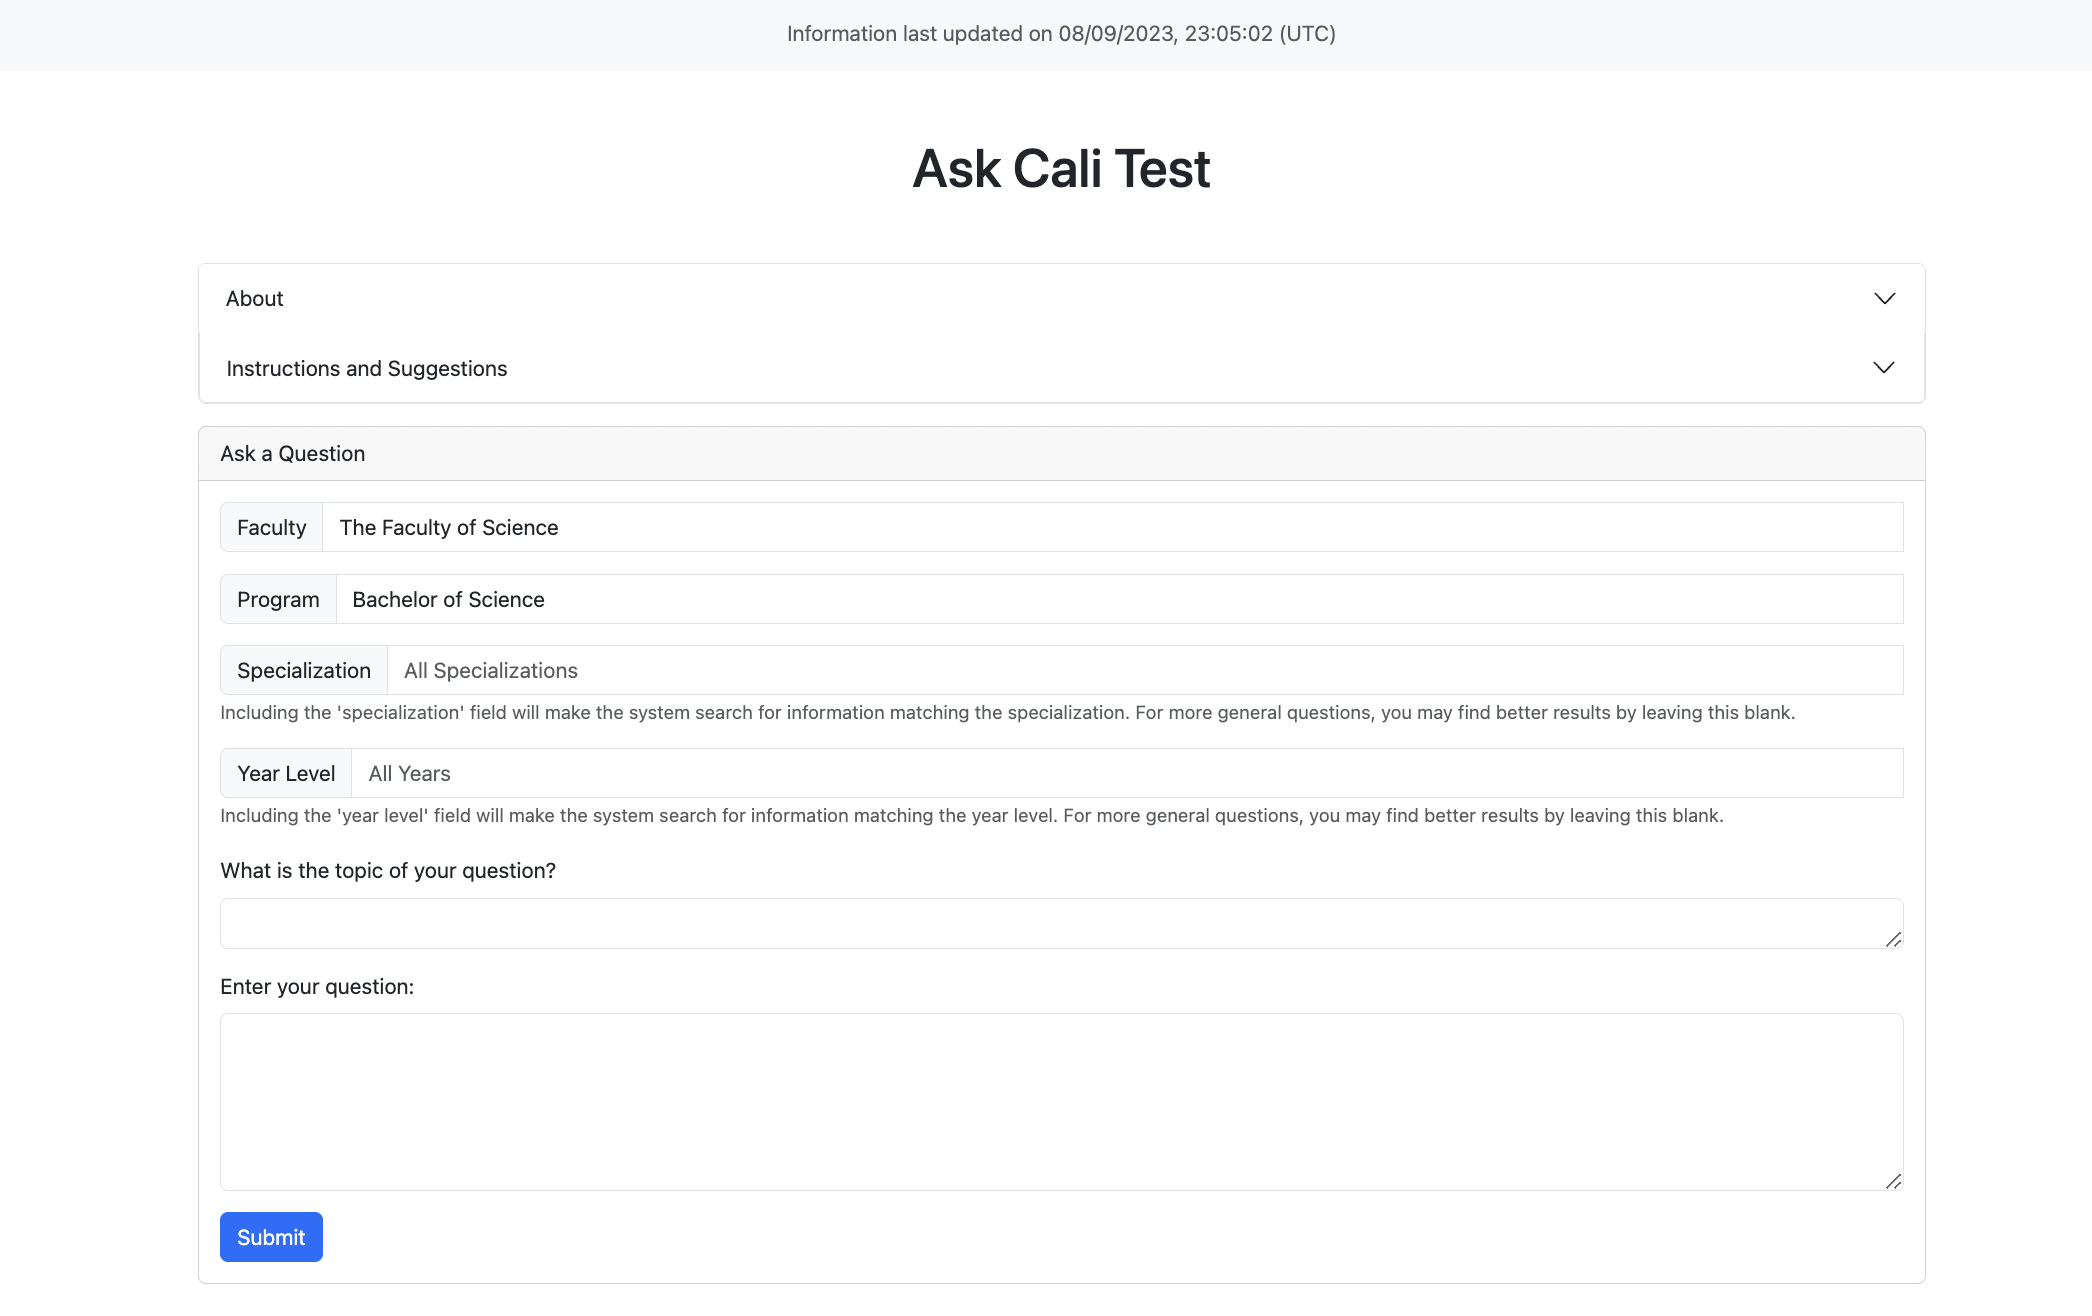 Information last updated on 08/09/2023, 23:05:02 (UTC)
Ask Cali Test
About
Instructions and Suggestions
Ask a Question
Faculty The Faculty of Science
Program Bachelor of Science
Specialization All Specializations
Including the 'specialization' field will make the system search for information matching the specialization. For more general questions, you may find better results by leaving this blank.
Year Level All Years
Including the 'year level' field will make the system search for information matching the year level. For more general questions, you may find better results by leaving this blank.
What is the topic of your question?
Enter your question:
Submit